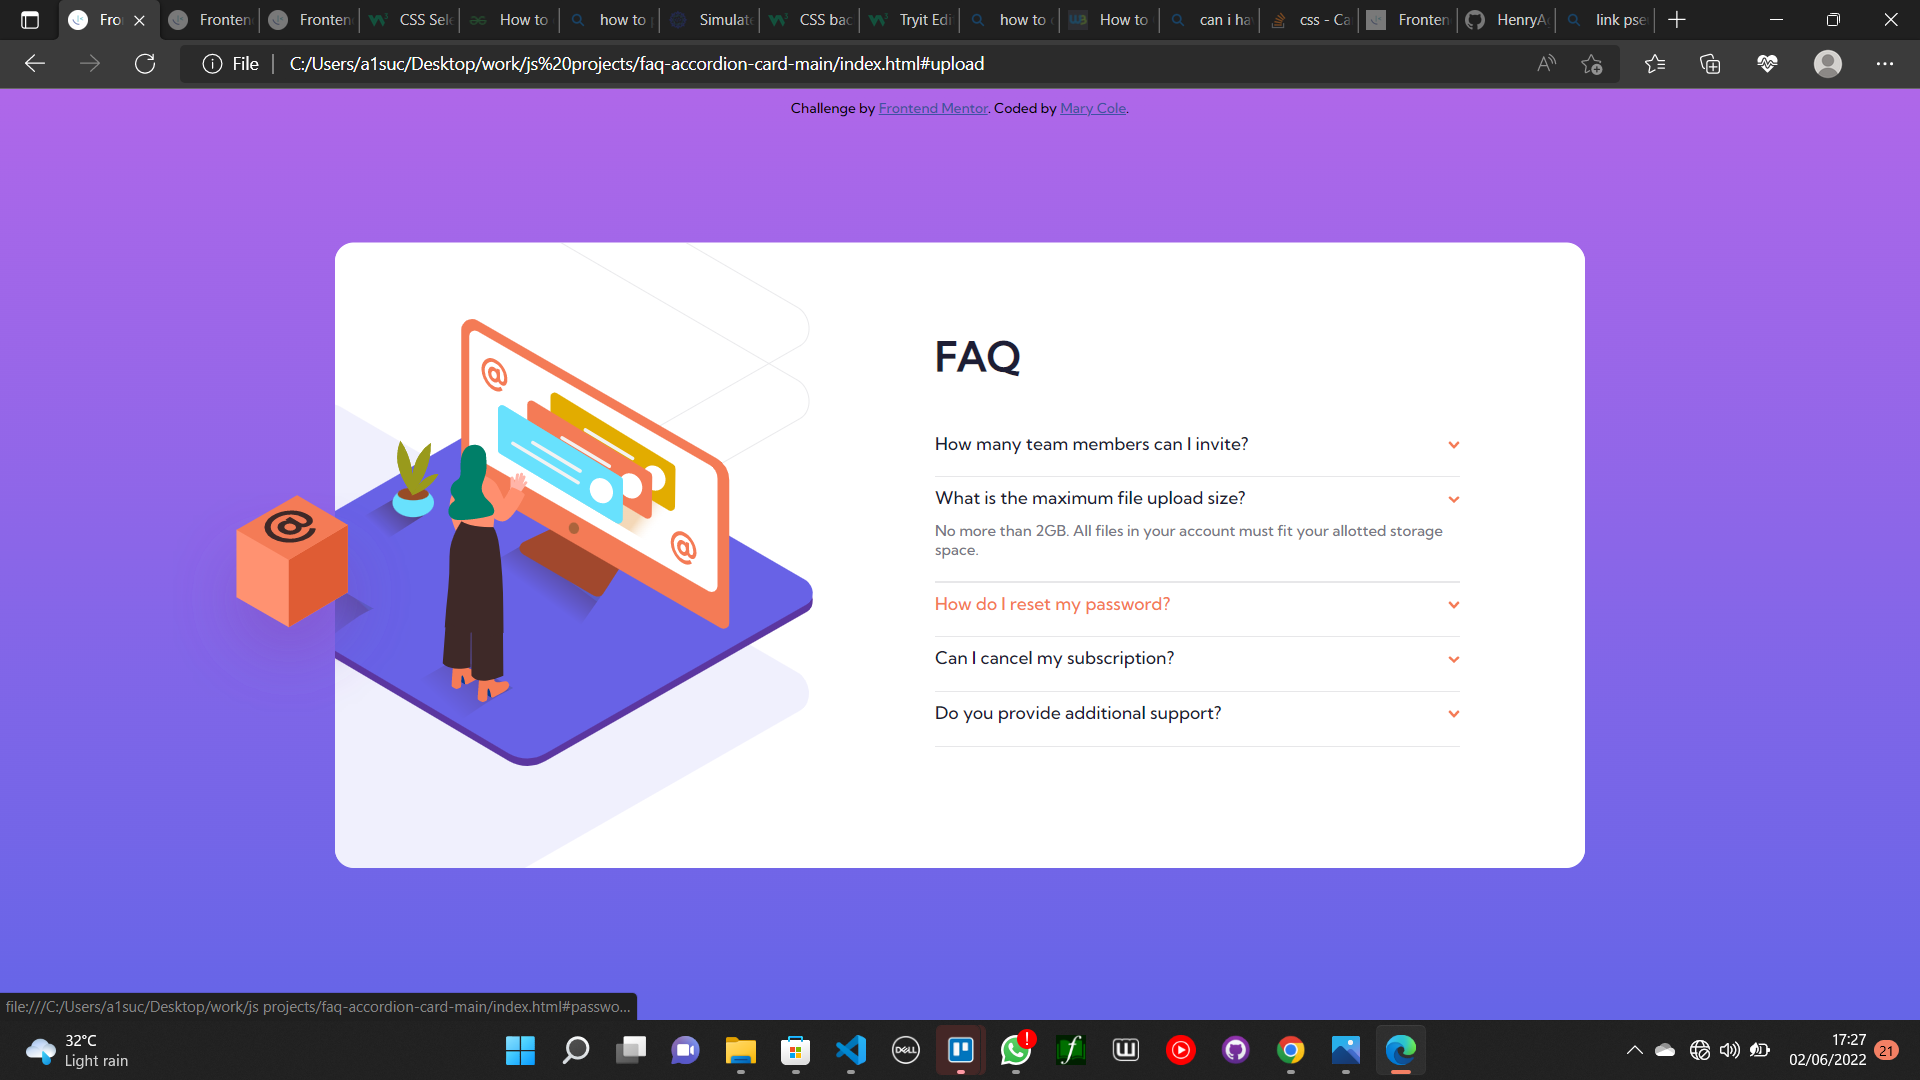 Fro
Fronten
Fronten
CSS Sel
How to
how to p
Simulate
CSS bac
Tryit Edi
how to c
How to
can i hav
css - Ca
Fronten
HenryA
link pse
File
C:/Users/a1suc/Desktop/work/js%20projects/faq-accordion-card-main/index.html#upload
Challenge by Frontend Mentor. Coded by Mary Cole.
FAQ
How many team members can I invite?
What is the maximum file upload size?
No more than 2GB. All files in your account must fit your allotted storage
space.
How do I reset my password?
Can I cancel my subscription?
Do you provide additional support?
file:///C:/Users/a1suc/Desktop/work/js projects/faq-accordion-card-main/index.html#passwo...
32°C
Light rain
DELL
17:27
02/06/2022
21